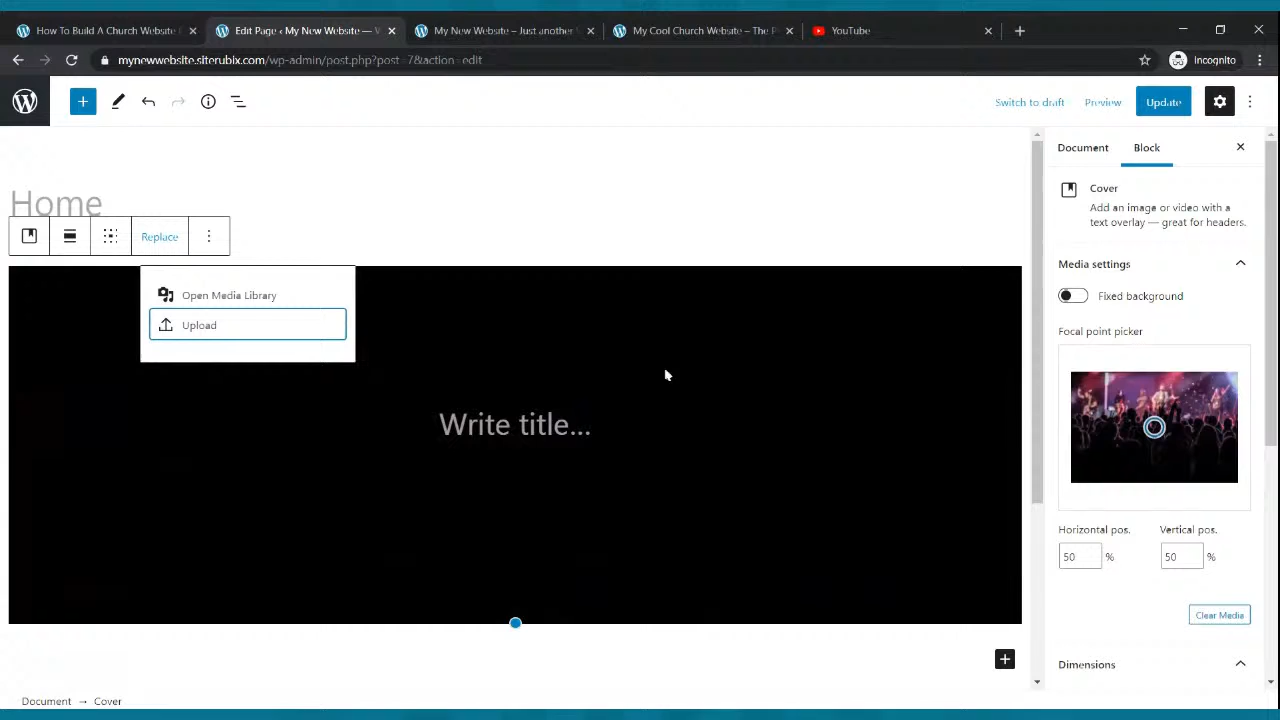 How To Build A Church Website
Edit Page ‹ My New Website —
My New Website – Just another
My Cool Church Website – The
YouTube
mynewwebsite.siterubix.com/wp-admin/post.php?post=7&action=edit
Incognito
Switch to draft
Preview
Update
Document
Block
Cover
Add an image or video with a
text overlay — great for headers.
Home
Replace
Open Media Library
Upload
Write title...
Media settings
Fixed background
Focal point picker
Horizontal pos.
Vertical pos.
50 %
50 %
Clear Media
Dimensions
Document → Cover